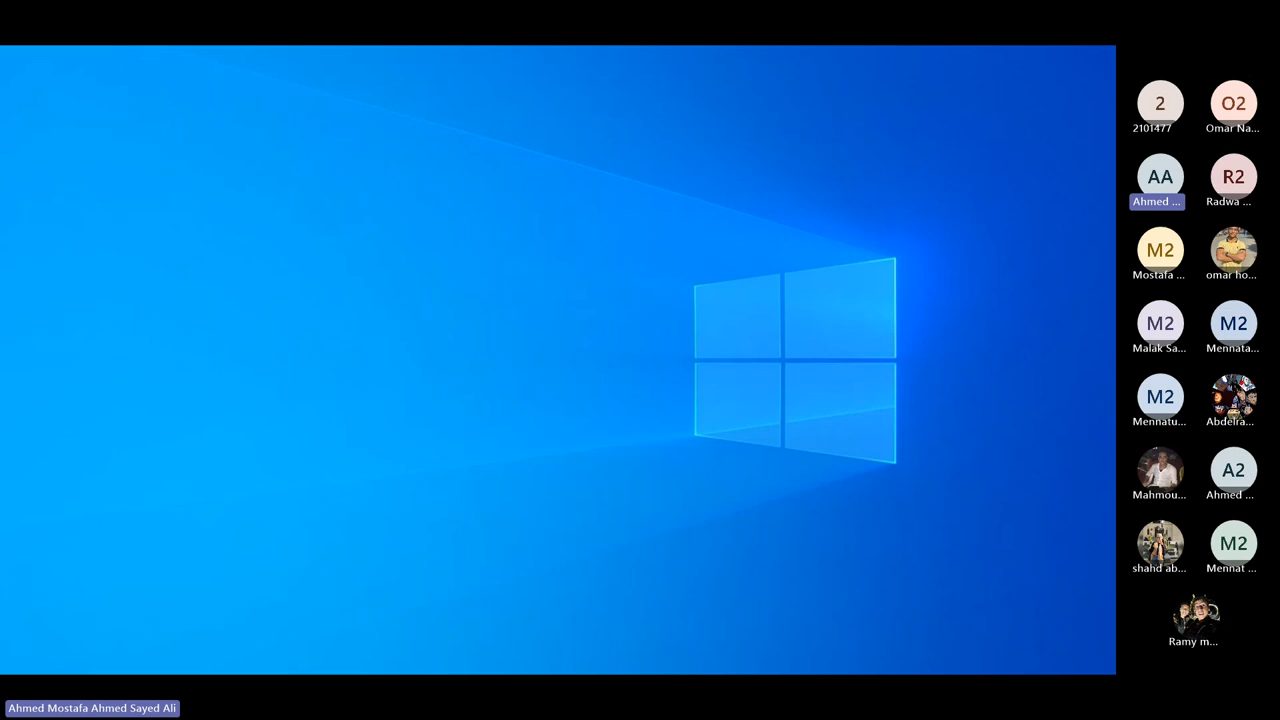 2
O2
2101477
Omar Na...
AA
R2
Ahmed ...
Radwa ...
M2
Mostafa ...
omar ho...
M2
M2
Malak Sa...
Mennata...
M2
Mennatu...
Abdelra...
A2
Mahmou...
Ahmed ...
M2
shahd ab...
Mennat ...
Ramy m...
Ahmed Mostafa Ahmed Sayed Ali